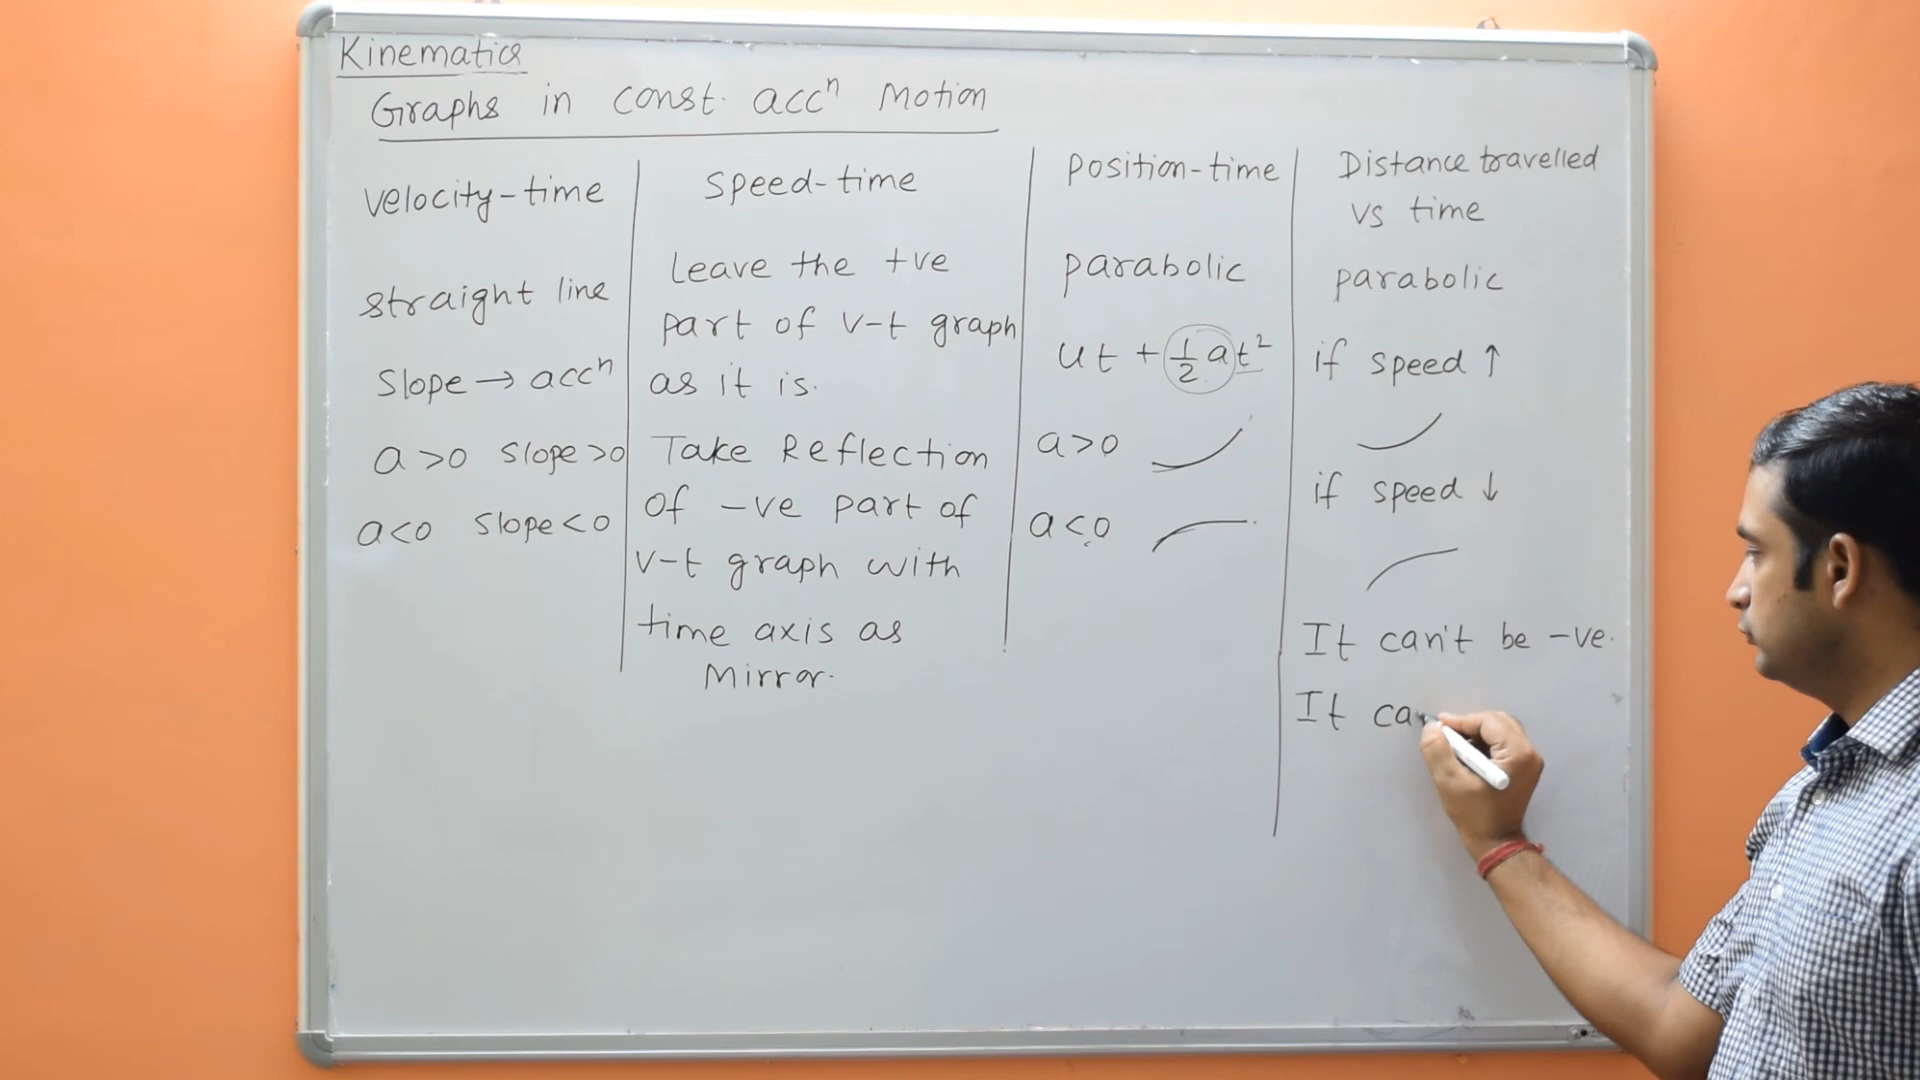 Kinematics
Graphs in const. accⁿ Motion
velocity-time
straight line
Slope → accⁿ
a>0 slope>0
a<0 slope<0
Speed-time
Leave the +ve
part of v-t graph
as it is.
Take Reflection
of -ve part of
v-t graph with
time axis as
Mirror.
Position-time
parabolic
ut + ½at²
a>0
a<0
Distance travelled
vs time
parabolic
if speed ↑
if speed ↓
It can't be -ve.
It can